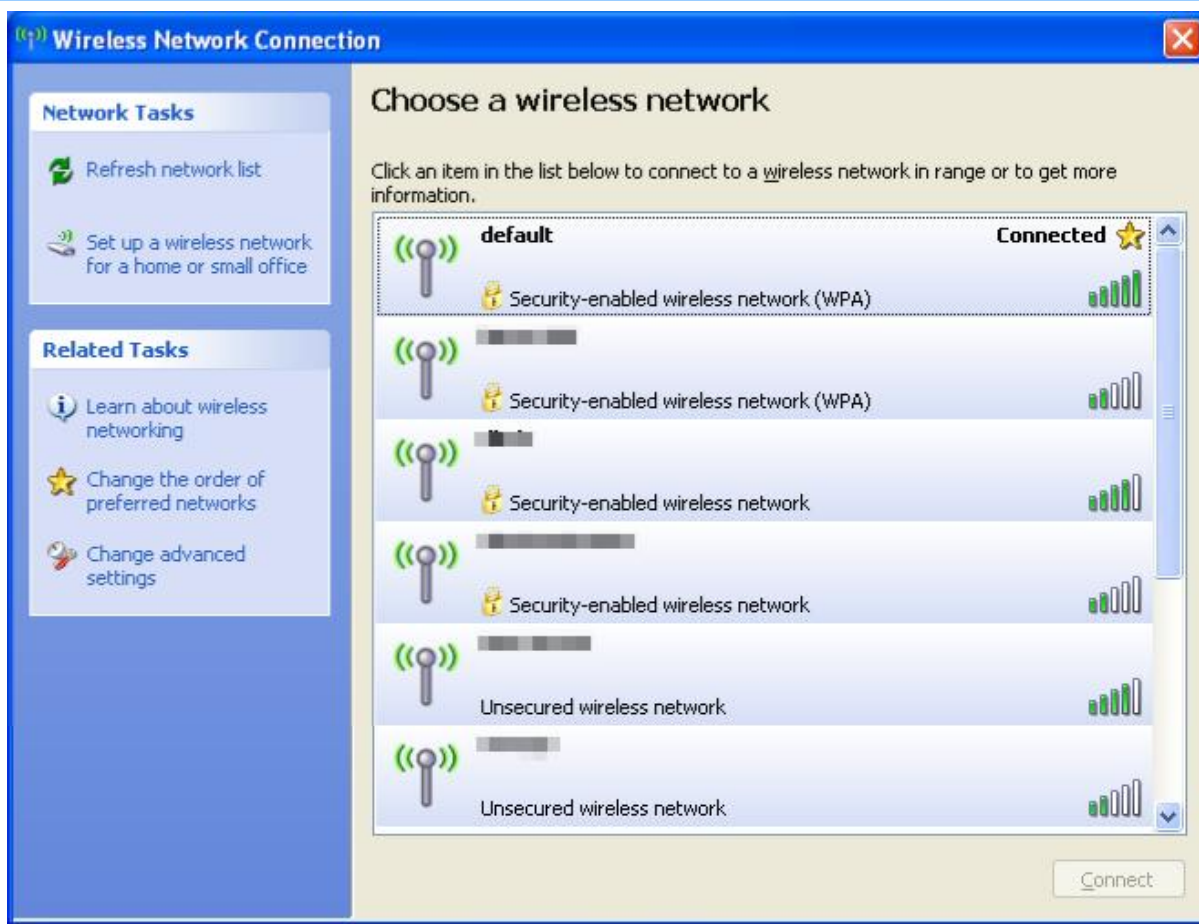 Wireless Network Connection
Network Tasks
Refresh network list
Set up a wireless network
for a home or small office
Related Tasks
Learn about wireless
networking
Change the order of
preferred networks
Change advanced
settings
Choose a wireless network
Click an item in the list below to connect to a wireless network in range or to get more
information.
default Connected
Security-enabled wireless network (WPA)
Security-enabled wireless network (WPA)
Security-enabled wireless network
Security-enabled wireless network
Unsecured wireless network
Unsecured wireless network
Connect